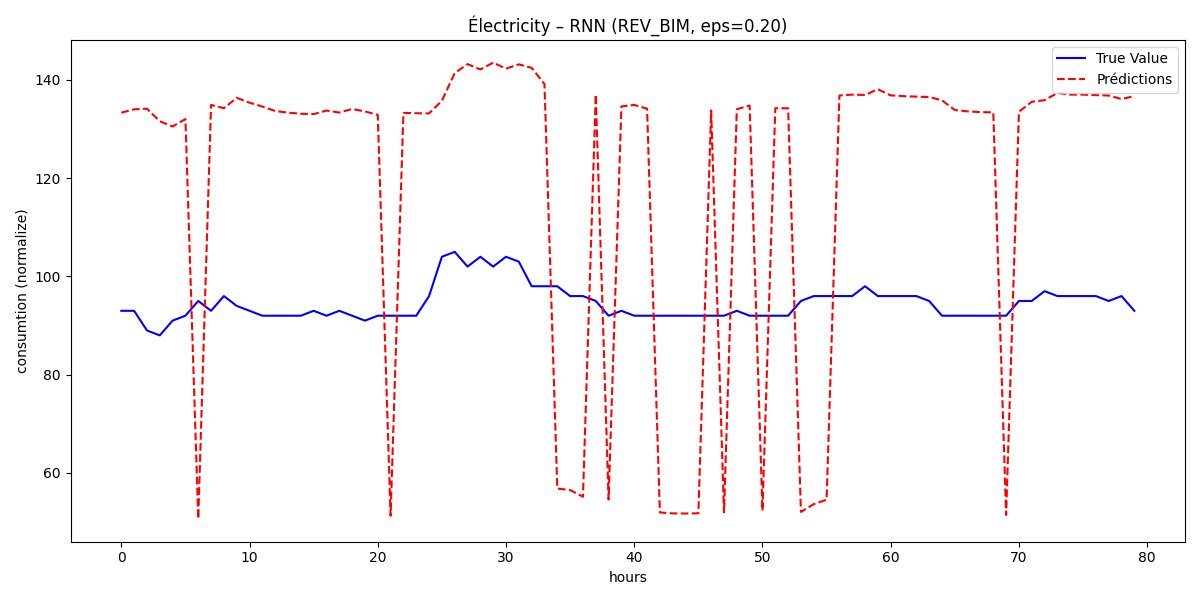 Électricity – RNN (REV_BIM, eps=0.20)
True Value
Prédictions
consumtion (normalize)
140
120
100
80
60
0 10 20 30 40 50 60 70 80
hours